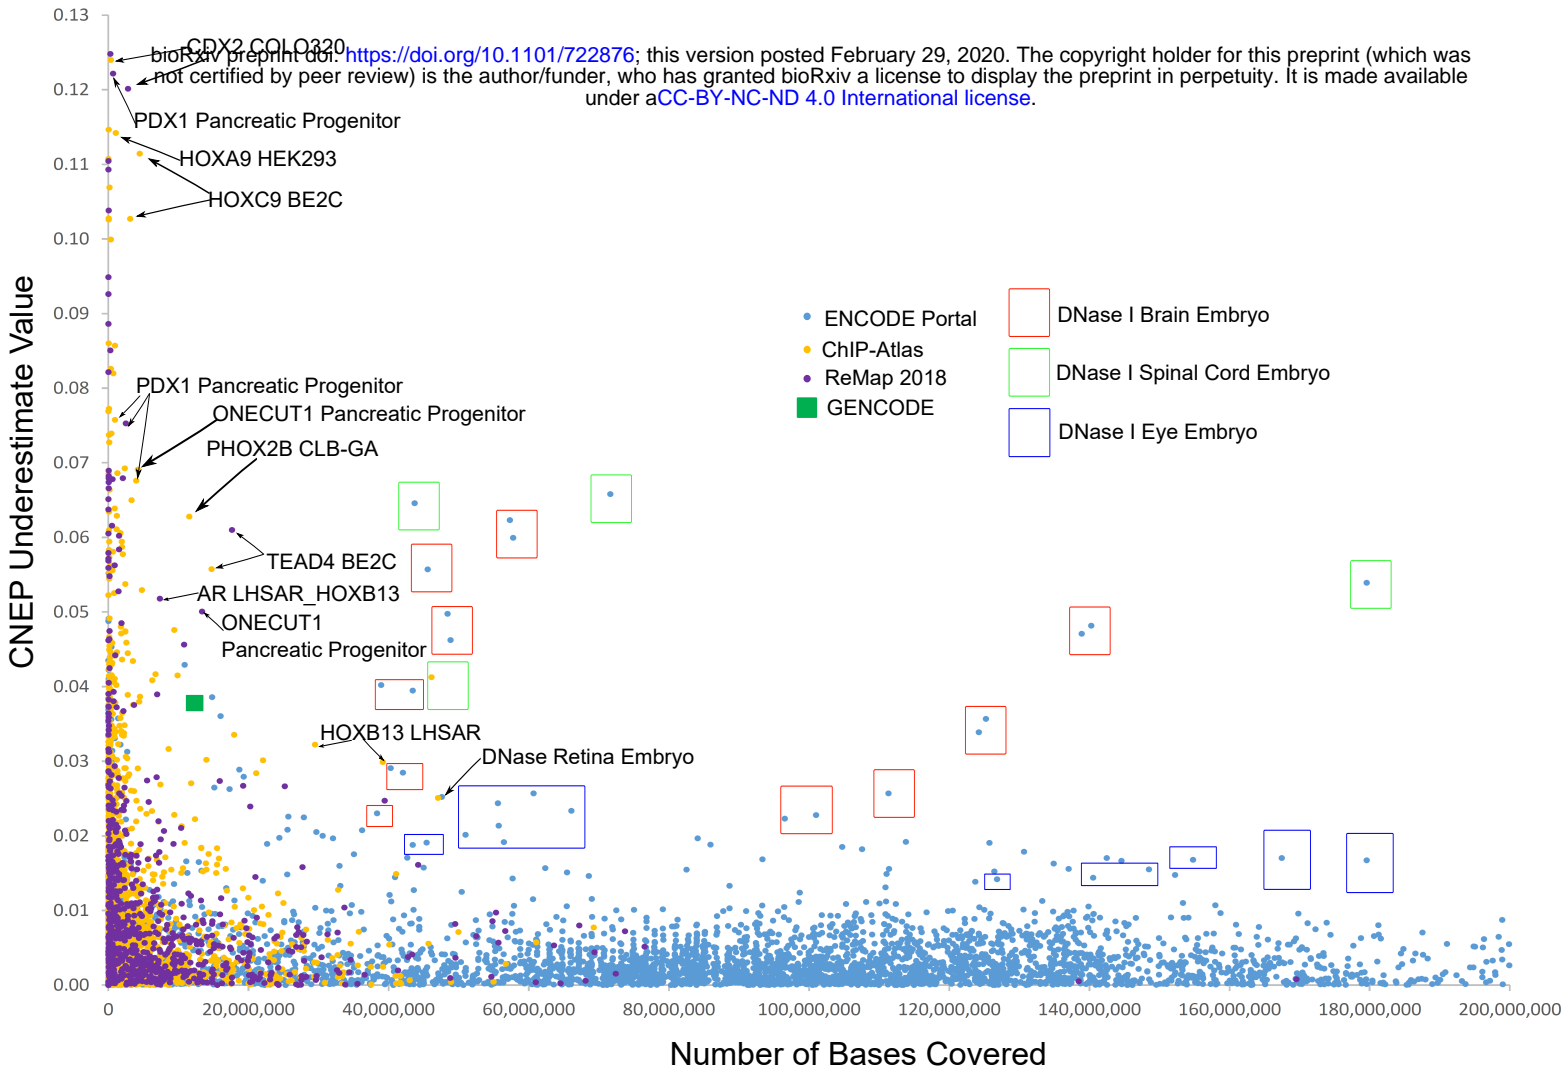 bioRxiv preprint doi: https://doi.org/10.1101/722876; this version posted February 29, 2020. The copyright holder for this preprint (which was
not certified by peer review) is the author/funder, who has granted bioRxiv a license to display the preprint in perpetuity. It is made available
under aCC-BY-NC-ND 4.0 International license.
CNEP Underestimate Value
0.13
0.12
0.11
0.10
0.09
0.08
0.07
0.06
0.05
0.04
0.03
0.02
0.01
0.00
CDX2 COLO320
PDX1 Pancreatic Progenitor
HOXA9 HEK293
HOXC9 BE2C
PDX1 Pancreatic Progenitor
ONECUT1 Pancreatic Progenitor
PHOX2B CLB-GA
TEAD4 BE2C
AR LHSAR_HOXB13
ONECUT1
Pancreatic Progenitor
HOXB13 LHSAR
DNase Retina Embryo
ENCODE Portal
ChIP-Atlas
ReMap 2018
GENCODE
DNase I Brain Embryo
DNase I Spinal Cord Embryo
DNase I Eye Embryo
0
20,000,000
40,000,000
60,000,000
80,000,000
100,000,000
120,000,000
140,000,000
160,000,000
180,000,000
200,000,000
Number of Bases Covered